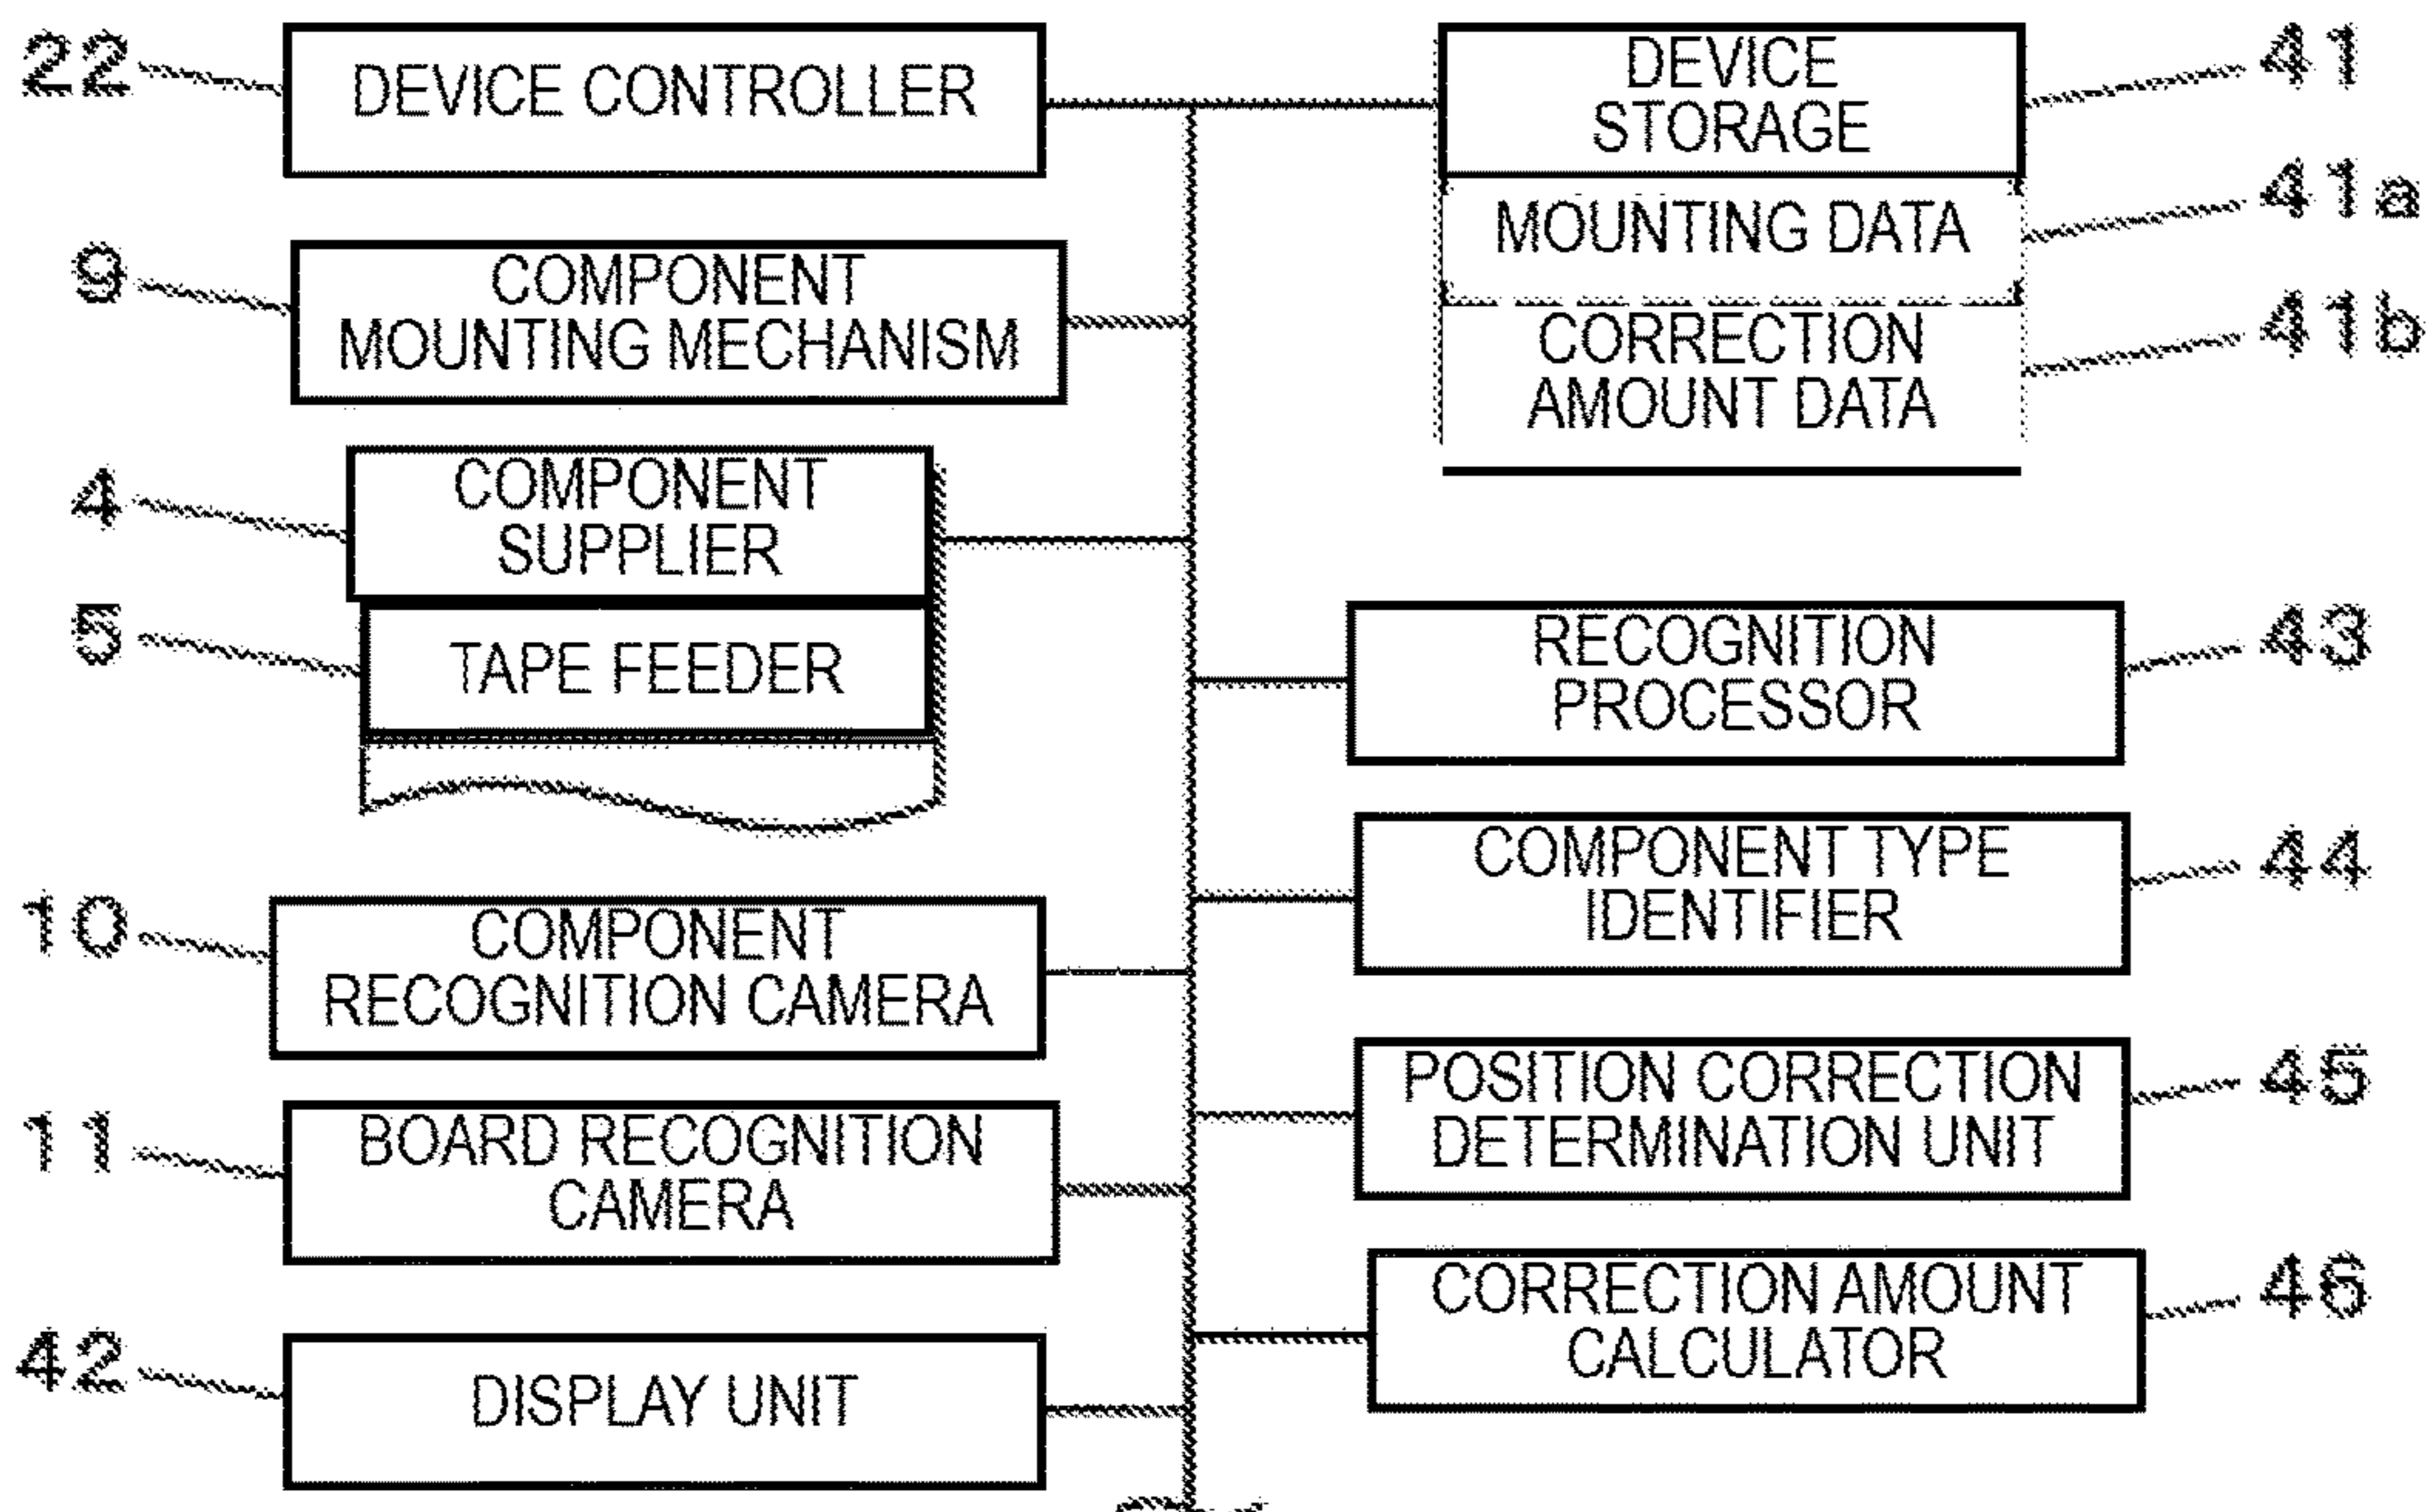 22
DEVICE CONTROLLER
9
COMPONENT
MOUNTING MECHANISM
4
COMPONENT
SUPPLIER
5
TAPE FEEDER
10
COMPONENT
RECOGNITION CAMERA
11
BOARD RECOGNITION
CAMERA
42
DISPLAY UNIT
DEVICE
STORAGE
41
MOUNTING DATA
41a
CORRECTION
AMOUNT DATA
41b
RECOGNITION
PROCESSOR
43
COMPONENT TYPE
IDENTIFIER
44
POSITION CORRECTION
DETERMINATION UNIT
45
CORRECTION AMOUNT
CALCULATOR
46